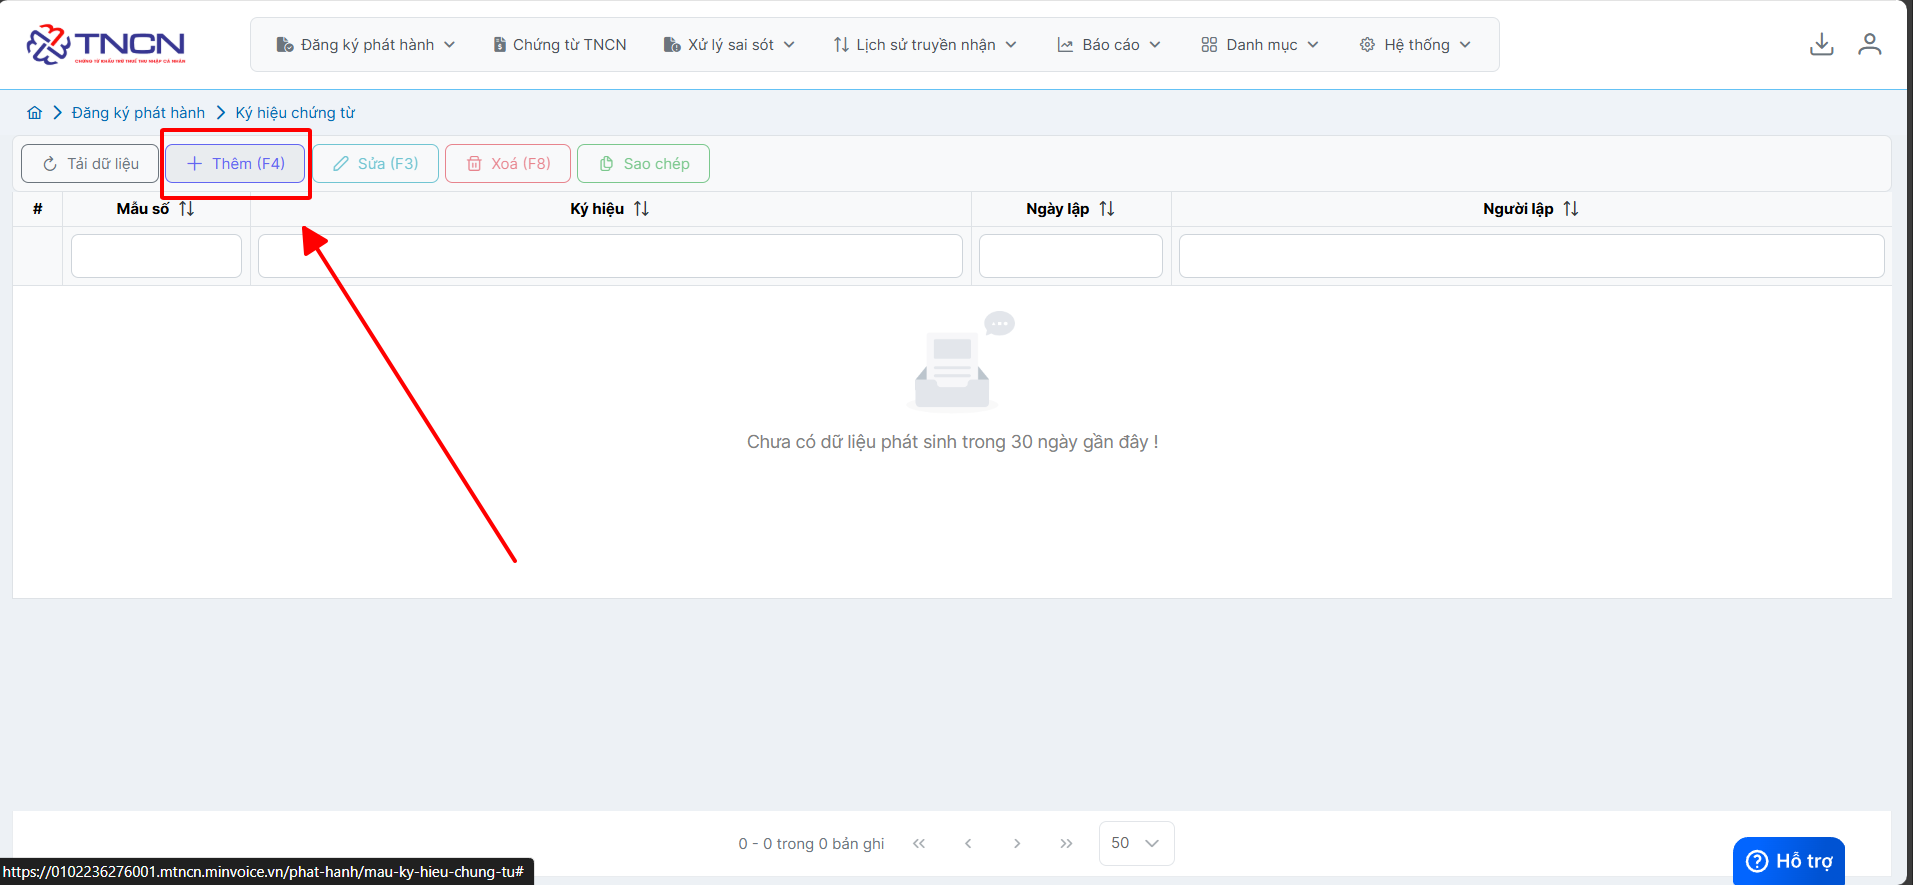 TNCN
CHỨNG TỪ KHẤU TRỪ THUẾ THU NHẬP CÁ NHÂN
Đăng ký phát hành
Chứng từ TNCN
Xử lý sai sót
Lịch sử truyền nhận
Báo cáo
Danh mục
Hệ thống
Đăng ký phát hành
Ký hiệu chứng từ
Tải dữ liệu
Thêm (F4)
Sửa (F3)
Xoá (F8)
Sao chép
#
Mẫu số
Ký hiệu
Ngày lập
Người lập
Chưa có dữ liệu phát sinh trong 30 ngày gần đây !
0 - 0 trong 0 bản ghi
50
Hỗ trợ
https://0102236276001.mtncn.minvoice.vn/phat-hanh/mau-ky-hieu-chung-tu#